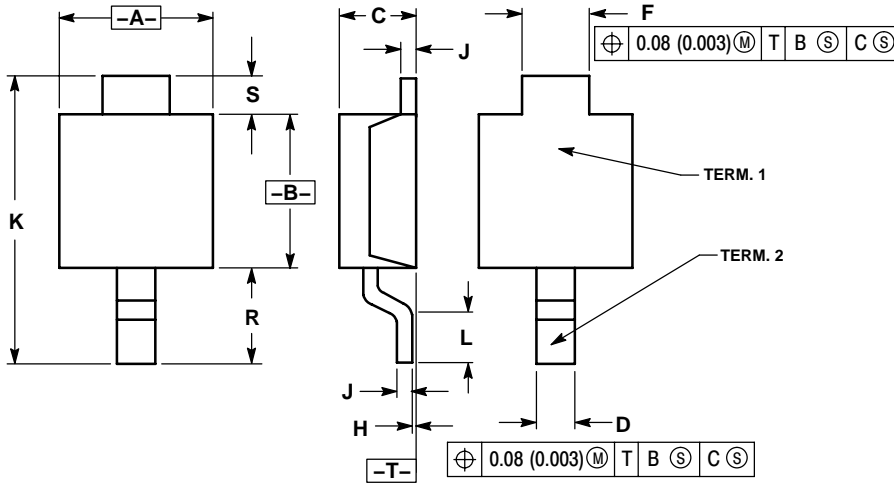 –A–
C
F
⌖ 0.08 (0.003) Ⓜ T B Ⓢ C Ⓢ
J
S
K
–B–
TERM. 1
TERM. 2
R
L
J
H
D
–T–
⌖ 0.08 (0.003) Ⓜ T B Ⓢ C Ⓢ